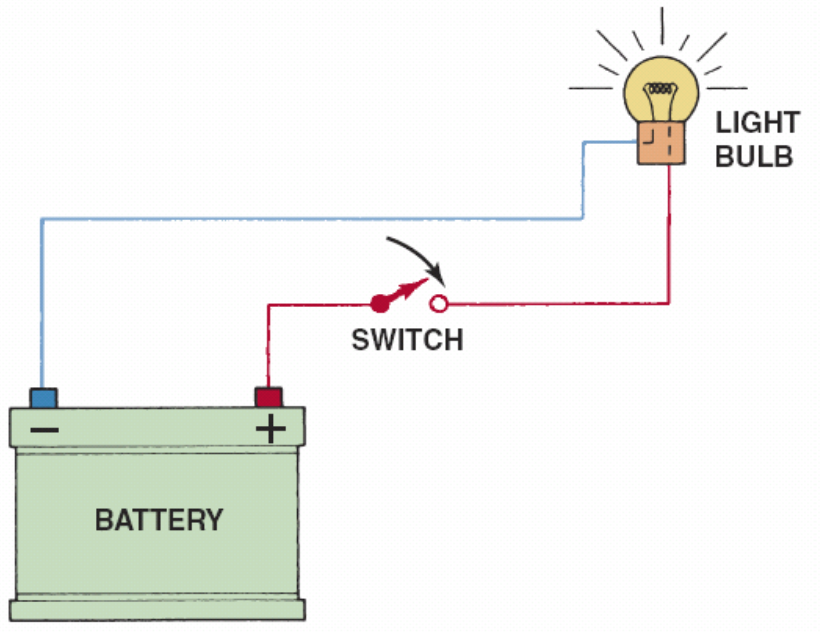 LIGHT
BULB
SWITCH
− +
BATTERY